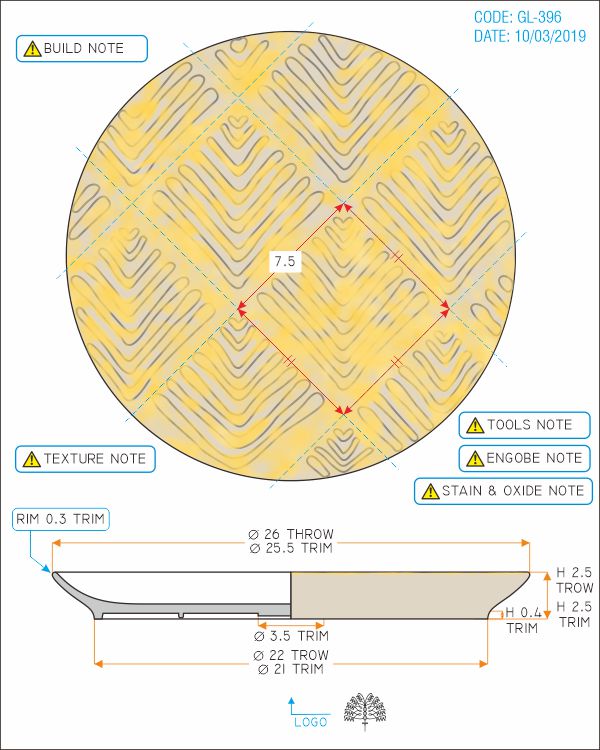 CODE: GL-396
DATE: 10/03/2019
BUILD NOTE
7.5
TOOLS NOTE
TEXTURE NOTE
ENGOBE NOTE
STAIN & OXIDE NOTE
RIM 0.3 TRIM
Ø 26 THROW
Ø 25.5 TRIM
H 2.5
TROW
H 2.5
TRIM
H 0.4
TRIM
Ø 3.5 TRIM
Ø 22 TROW
Ø 21 TRIM
LOGO